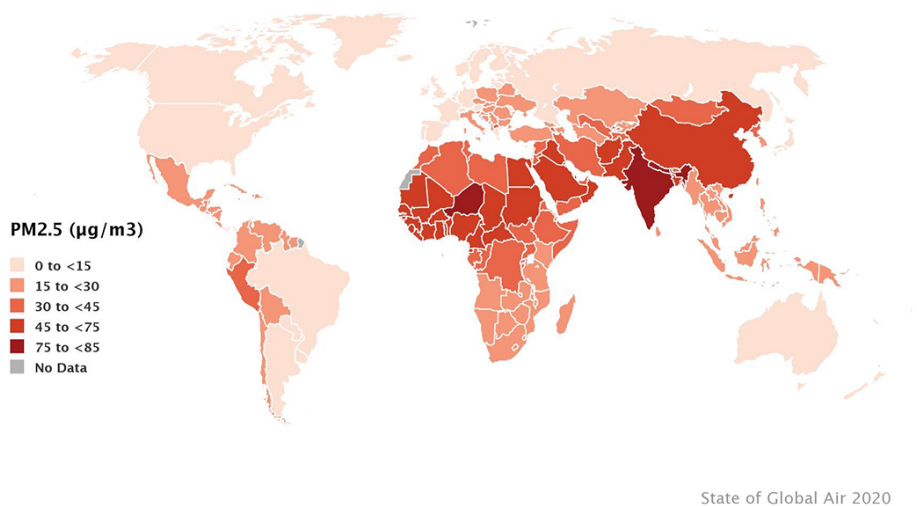 PM2.5 (µg/m3)
0 to <15
15 to <30
30 to <45
45 to <75
75 to <85
No Data
State of Global Air 2020